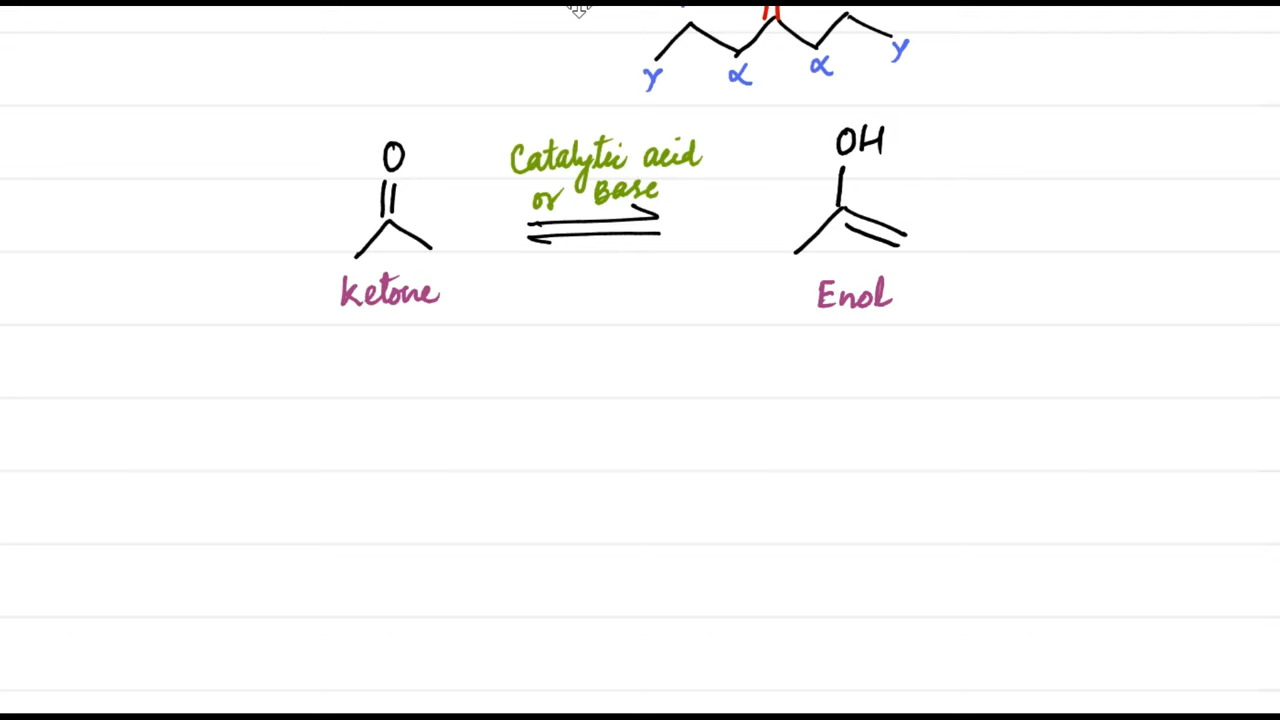 γ α α γ
O
Catalytic acid
or Base
OH
Ketone
Enol